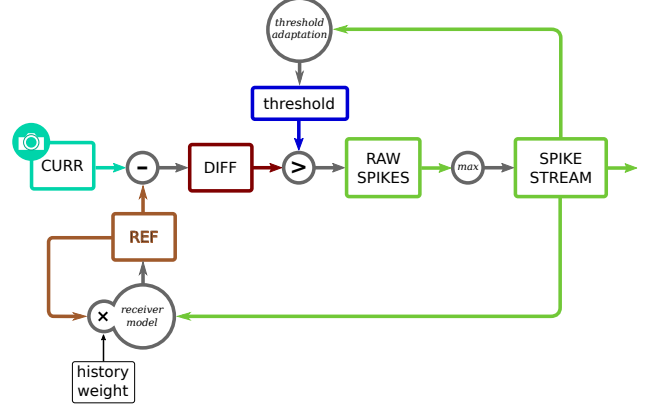 threshold
adaptation
threshold
CURR
-
DIFF
>
RAW
SPIKES
max
SPIKE
STREAM
REF
×
receiver
model
history
weight